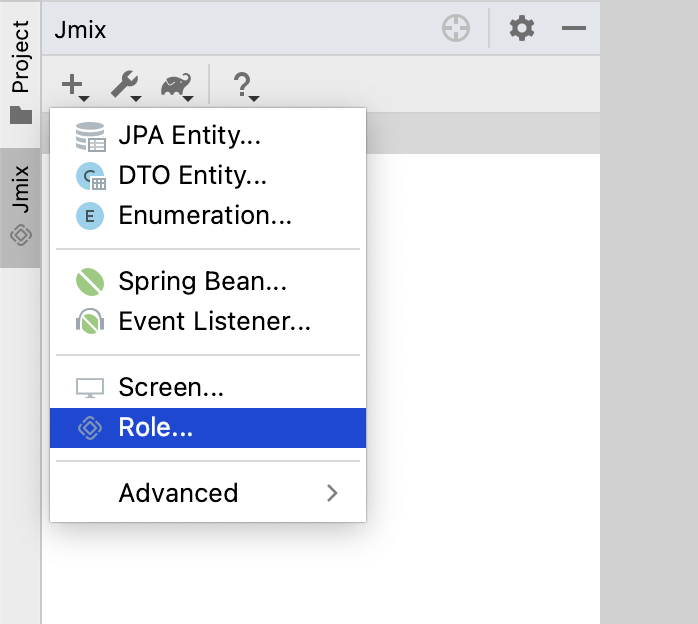 Jmix
Project
Jmix
?
JPA Entity...
C
DTO Entity...
E
Enumeration...
Spring Bean...
Event Listener...
Screen...
Role...
Advanced